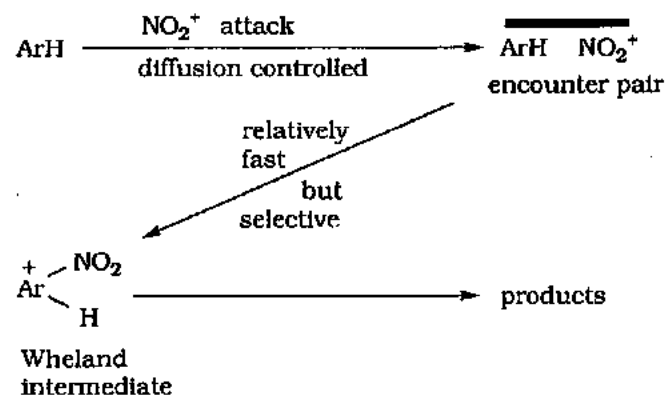 ArH
NO₂⁺ attack
diffusion controlled
ArH NO₂⁺
encounter pair
relatively
fast
but
selective
+
Ar
NO₂
H
products
Wheland
intermediate